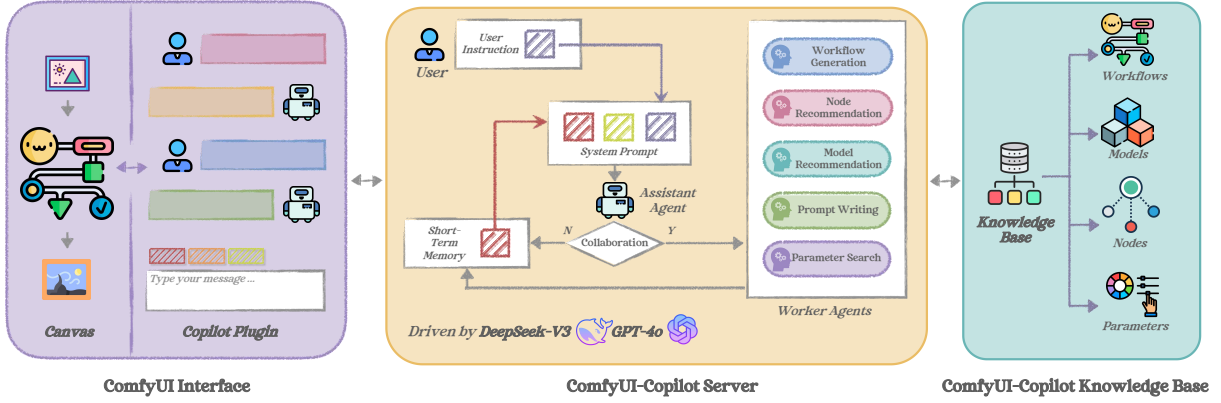 Canvas
Type your message ...
Copilot Plugin
ComfyUI Interface
User
User
Instruction
System Prompt
Assistant
Agent
Short-
Term
Memory
N
Collaboration
Y
Workflow
Generation
Node
Recommendation
Model
Recommendation
Prompt Writing
Parameter Search
Worker Agents
Driven by DeepSeek-V3 GPT-4o
ComfyUI-Copilot Server
Knowledge
Base
Workflows
Models
Nodes
Parameters
ComfyUI-Copilot Knowledge Base